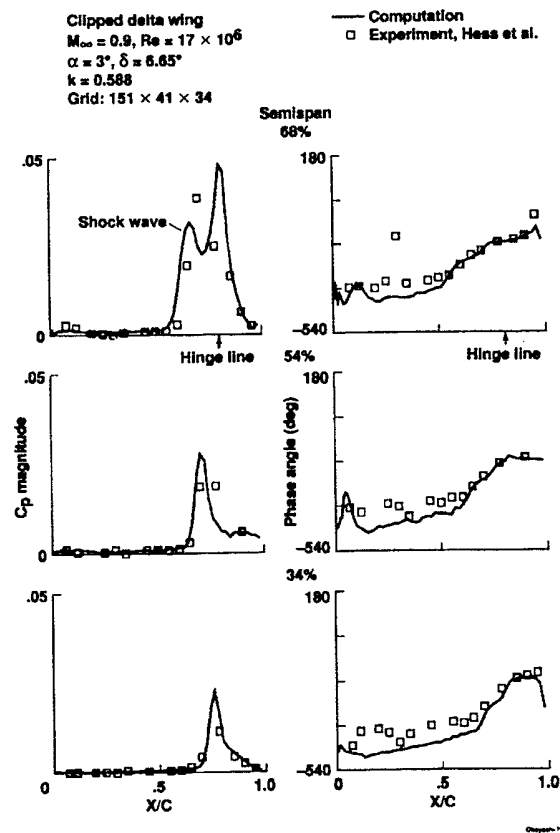 Clipped delta wing
M∞ = 0.9, Re = 17 × 10⁶
α = 3°, δ = 6.65°
k = 0.588
Grid: 151 × 41 × 34
Computation
Experiment, Hess et al.
Semispan
68%
.05
Shock wave
0
Hinge line
180
-540
Hinge line
54%
.05
Cp magnitude
0
180
Phase angle (deg)
-540
34%
.05
0
0
.5
1.0
X/C
180
-540
0
.5
1.0
X/C